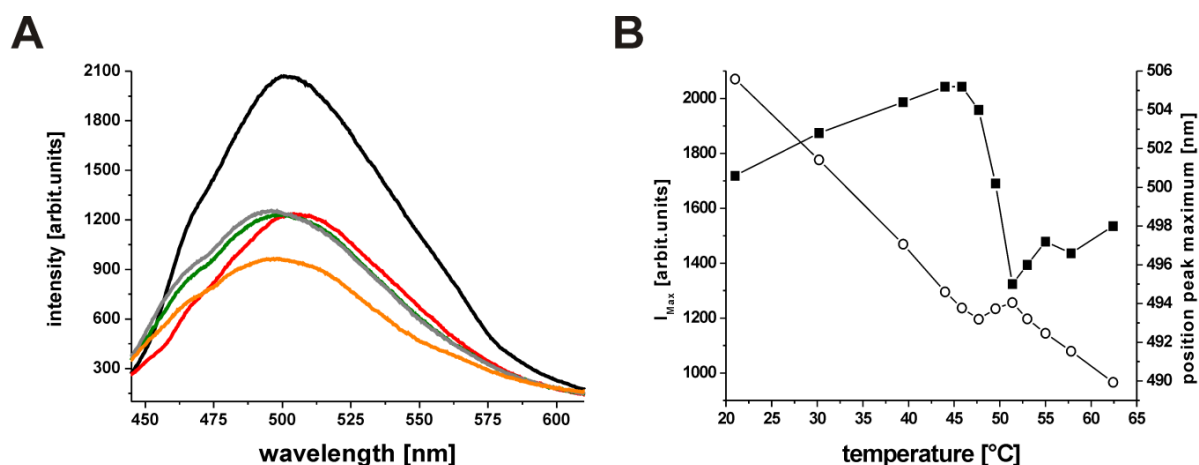 A
intensity [arbit.units]
2100
1800
1500
1200
900
600
300
450 475 500 525 550 575 600
wavelength [nm]
B
I Max [arbit.units]
2000
1800
1600
1400
1200
1000
506
504
502
500
498
496
494
492
490
position peak maximum [nm]
20 25 30 35 40 45 50 55 60 65
temperature [°C]